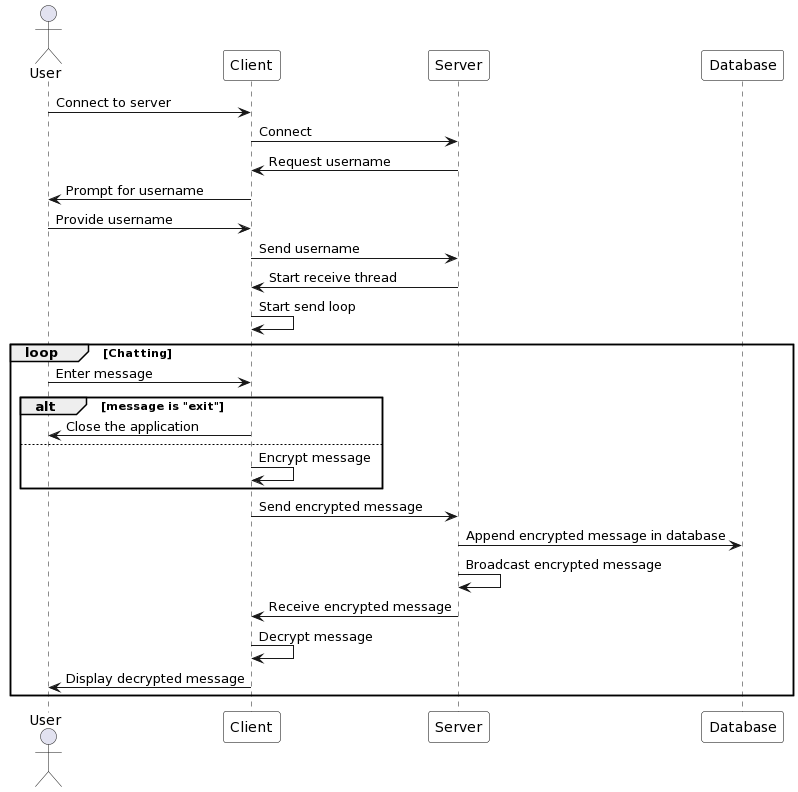 User
Client
Server
Database
Connect to server
Connect
Request username
Prompt for username
Provide username
Send username
Start receive thread
Start send loop
loop [Chatting]
Enter message
alt [message is "exit"]
Close the application
Encrypt message
Send encrypted message
Append encrypted message in database
Broadcast encrypted message
Receive encrypted message
Decrypt message
Display decrypted message
User
Client
Server
Database